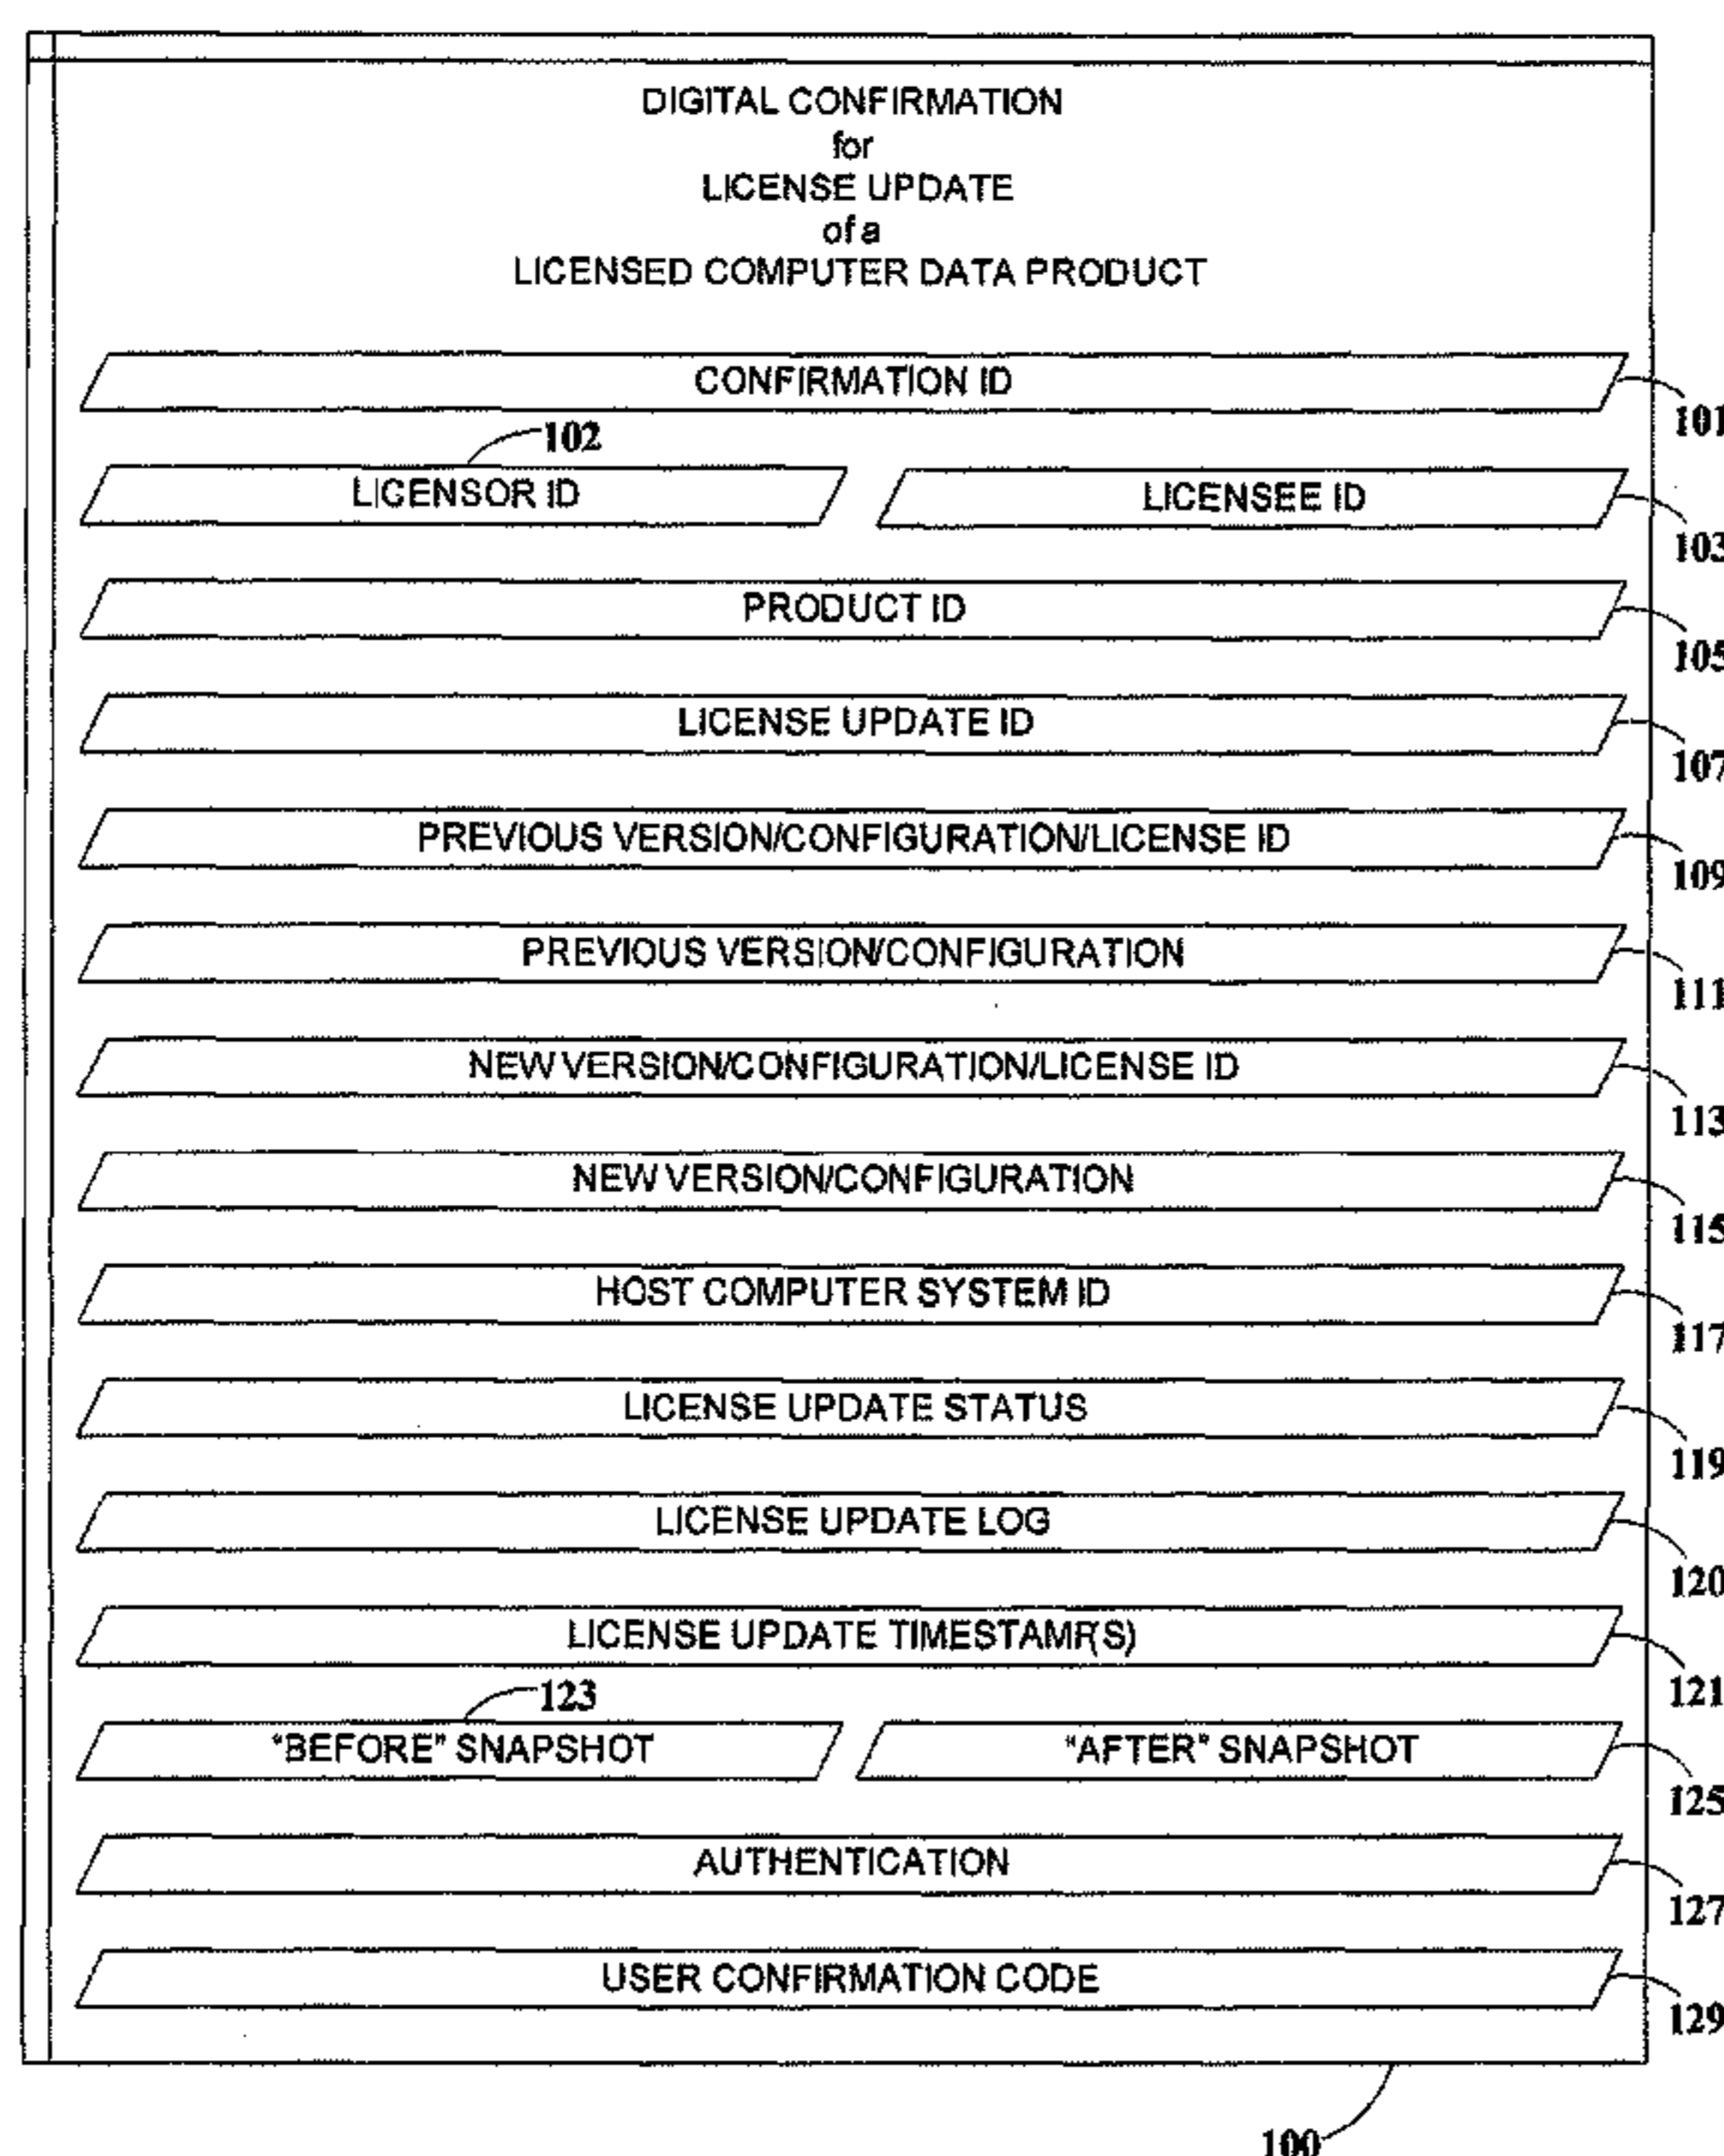 DIGITAL CONFIRMATION
for
LICENSE UPDATE
of a
LICENSED COMPUTER DATA PRODUCT
CONFIRMATION ID
101
102
LICENSOR ID
LICENSEE ID
103
PRODUCT ID
105
LICENSE UPDATE ID
107
PREVIOUS VERSION/CONFIGURATION/LICENSE ID
109
PREVIOUS VERSION/CONFIGURATION
111
NEW VERSION/CONFIGURATION/LICENSE ID
113
NEW VERSION/CONFIGURATION
115
HOST COMPUTER SYSTEM ID
117
LICENSE UPDATE STATUS
119
LICENSE UPDATE LOG
120
LICENSE UPDATE TIMESTAMP(S)
121
123
"BEFORE" SNAPSHOT
"AFTER" SNAPSHOT
125
AUTHENTICATION
127
USER CONFIRMATION CODE
129
100